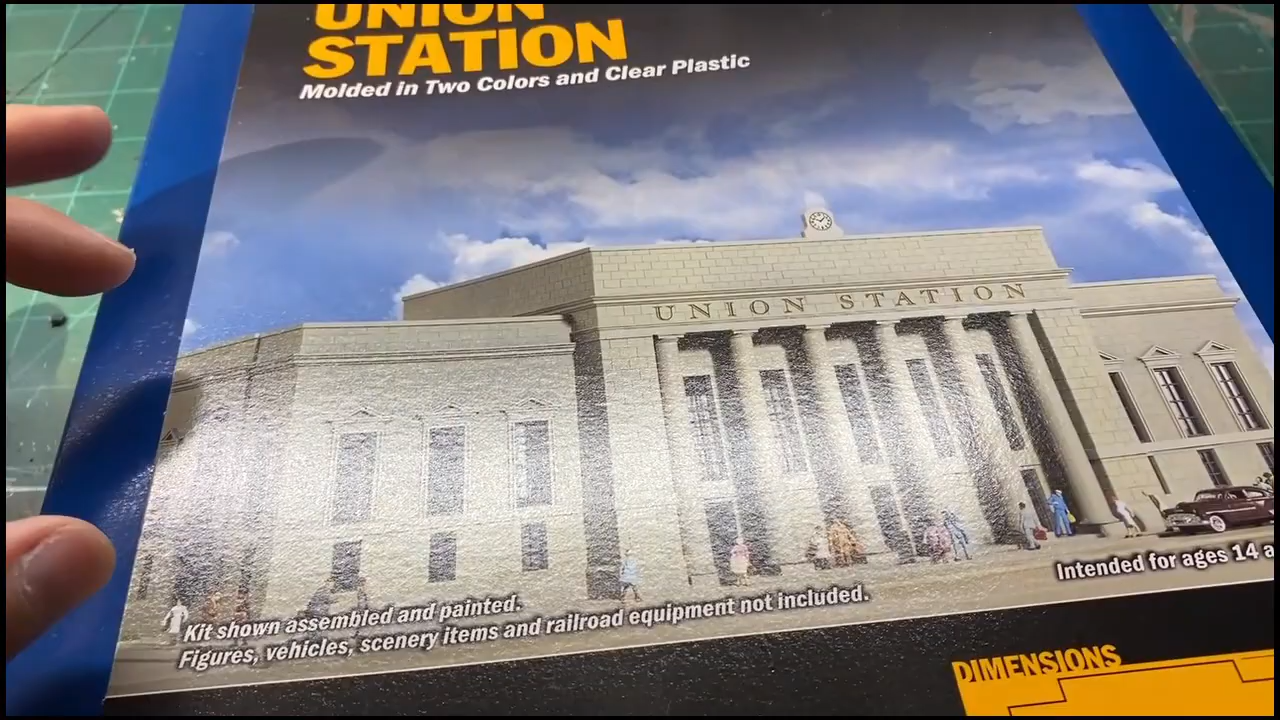 UNION
STATION
Molded in Two Colors and Clear Plastic
UNION STATION
Kit shown assembled and painted.
Figures, vehicles, scenery items and railroad equipment not included.
Intended for ages 14 a
DIMENSIONS